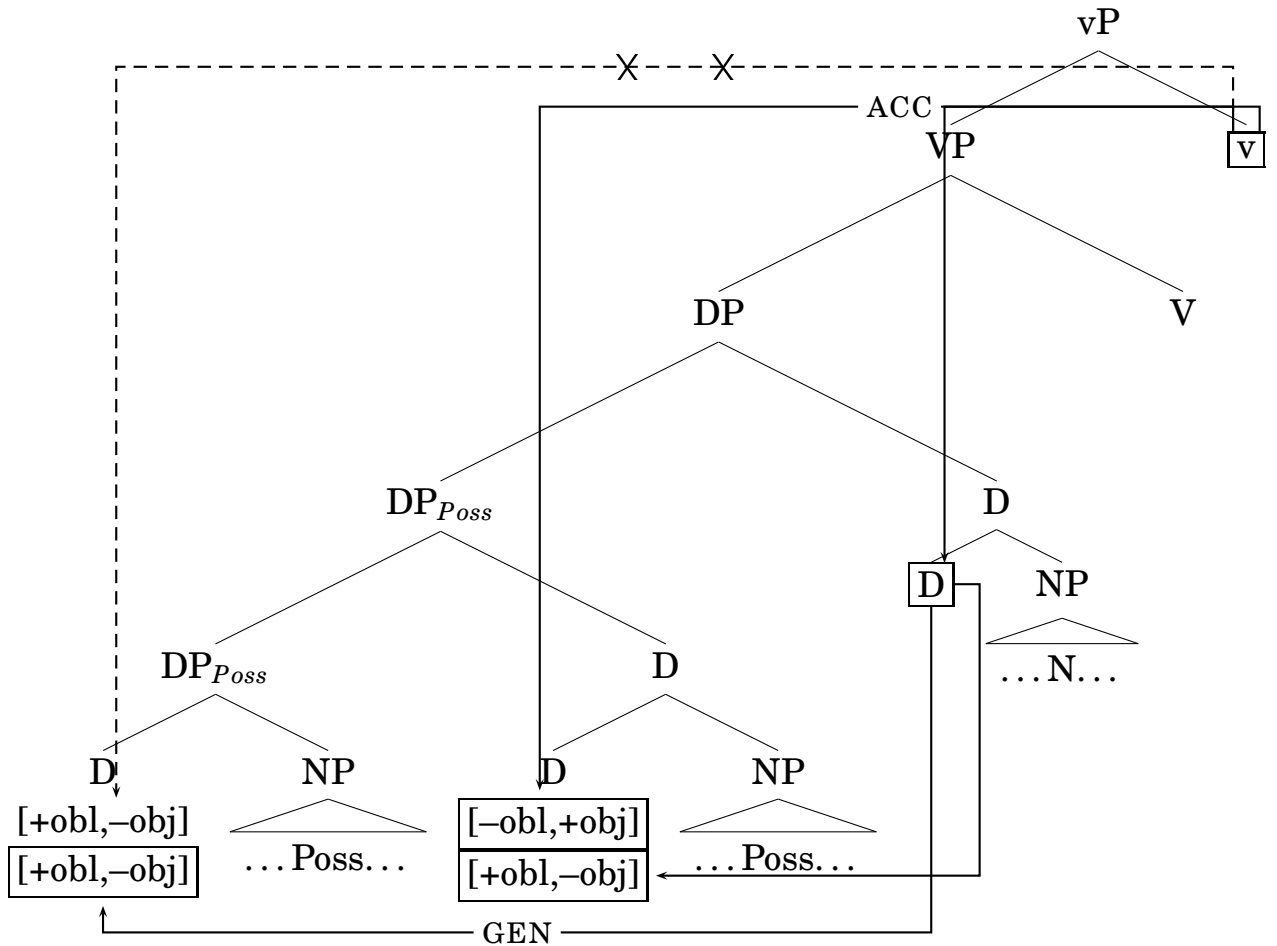 vP
ACC
VP v
DP V
DP_Poss D
D NP
DP_Poss D …N…
D NP D NP
[+obl,–obj] [–obl,+obj]
[+obl,–obj] …Poss… [+obl,–obj] …Poss…
GEN